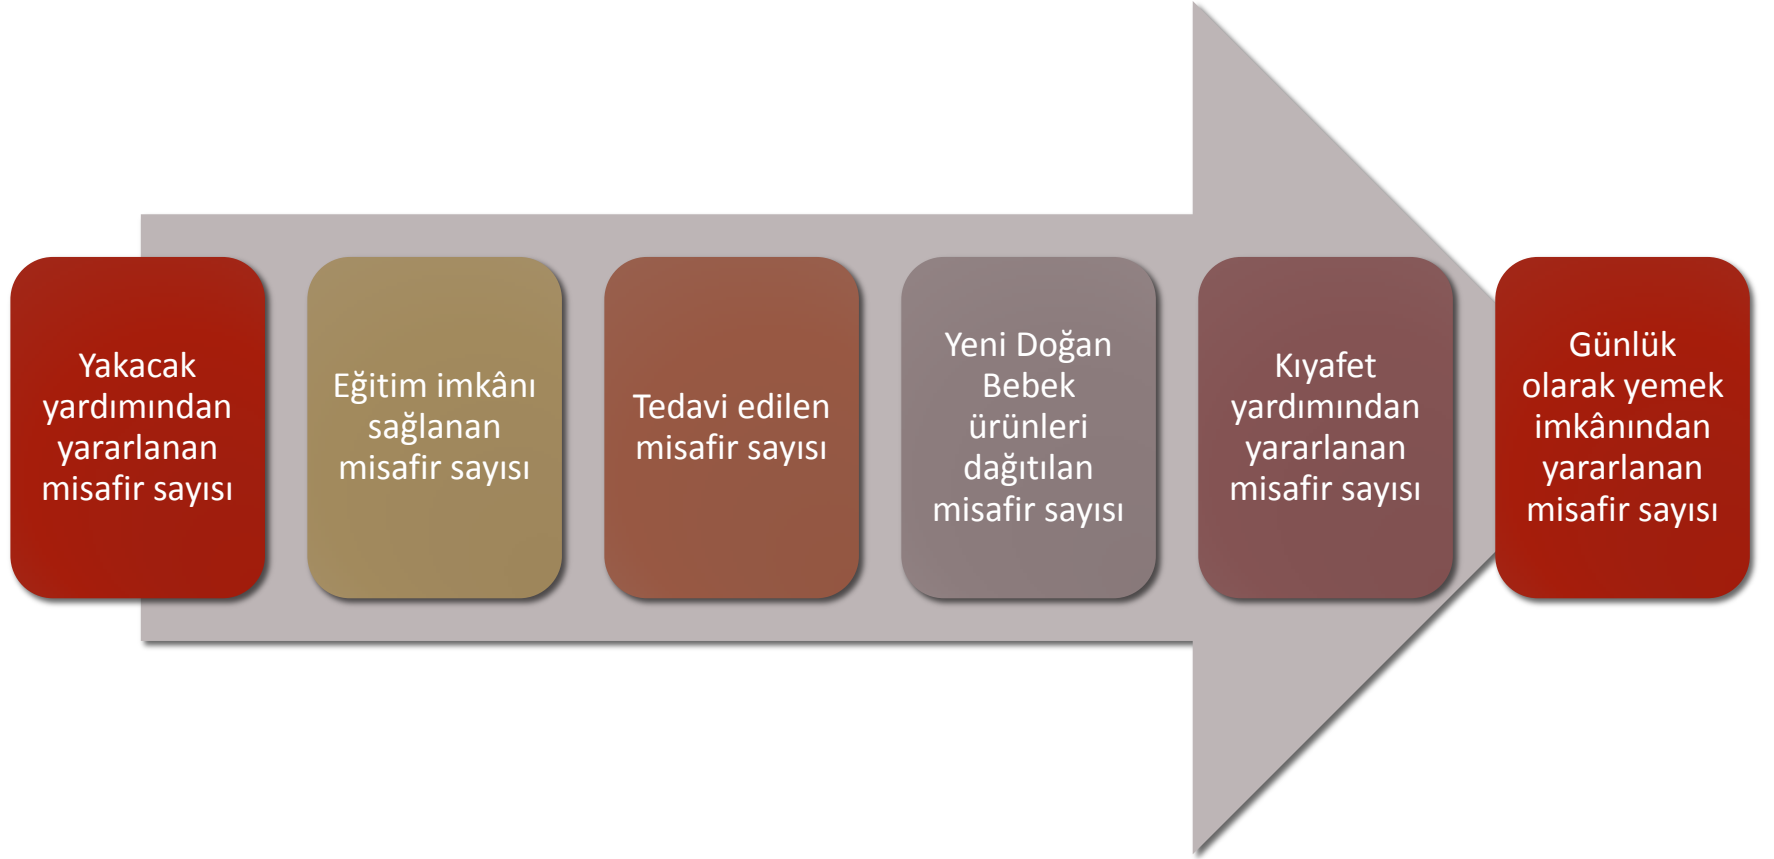 Yakacak
yardımından
yararlanan
misafir sayısı
Eğitim imkânı
sağlanan
misafir sayısı
Tedavi edilen
misafir sayısı
Yeni Doğan
Bebek
ürünleri
dağıtılan
misafir sayısı
Kıyafet
yardımından
yararlanan
misafir sayısı
Günlük
olarak yemek
imkânından
yararlanan
misafir sayısı